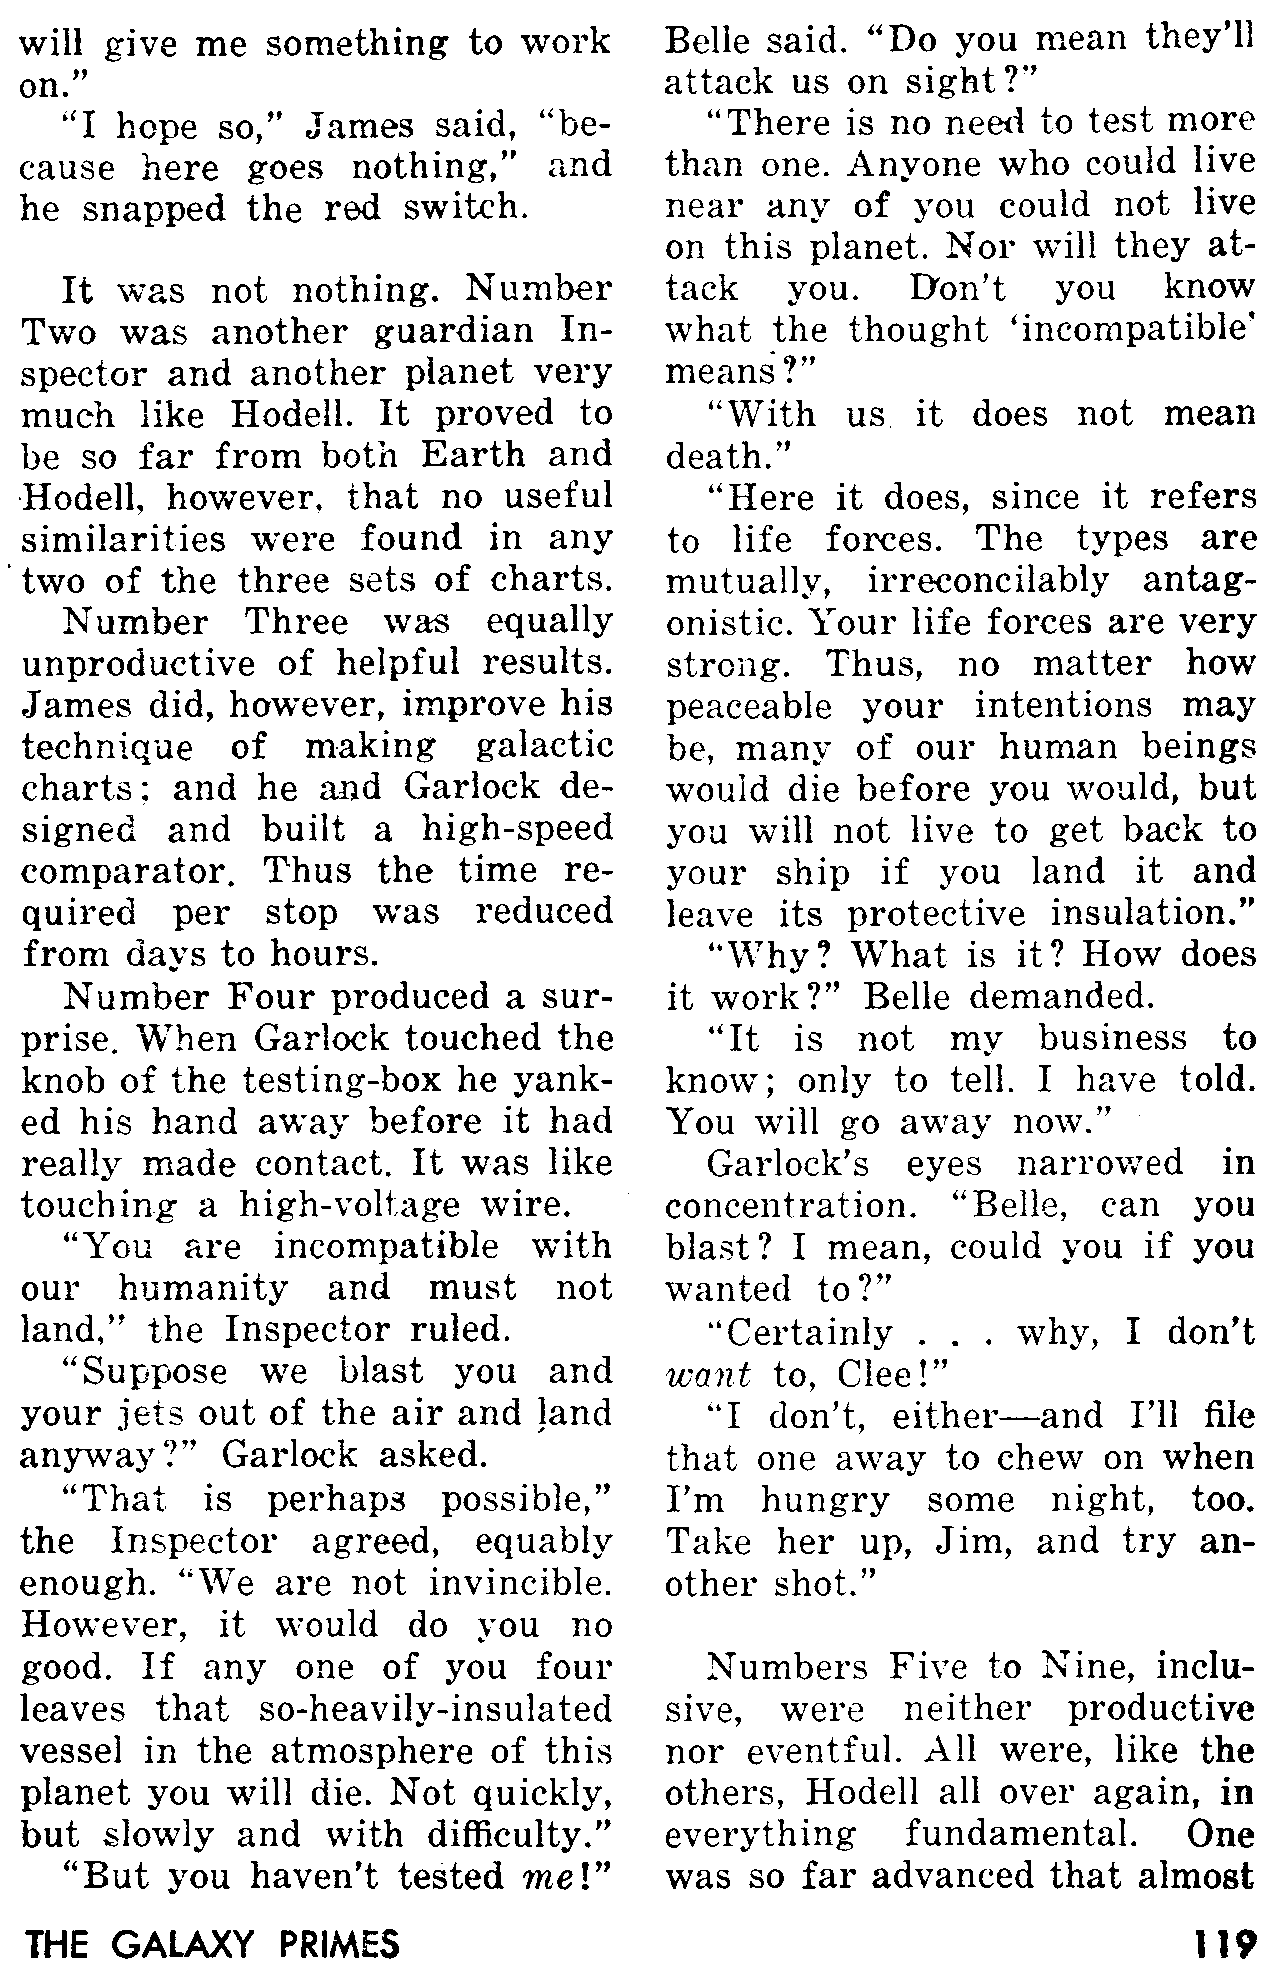 will give me something to work
on."
"I hope so," James said, "be-
cause here goes nothing," and
he snapped the red switch.
It was not nothing. Number
Two was another guardian In-
spector and another planet very
much like Hodell. It proved to
be so far from both Earth and
Hodell, however, that no useful
similarities were found in any
two of the three sets of charts.
Number Three was equally
unproductive of helpful results.
James did, however, improve his
technique of making galactic
charts; and he and Garlock de-
signed and built a high-speed
comparator. Thus the time re-
quired per stop was reduced
from days to hours.
Number Four produced a sur-
prise. When Garlock touched the
knob of the testing-box he yank-
ed his hand away before it had
really made contact. It was like
touching a high-voltage wire.
"You are incompatible with
our humanity and must not
land," the Inspector ruled.
"Suppose we blast you and
your jets out of the air and land
anyway?" Garlock asked.
"That is perhaps possible,"
the Inspector agreed, equably
enough. "We are not invincible.
However, it would do you no
good. If any one of you four
leaves that so-heavily-insulated
vessel in the atmosphere of this
planet you will die. Not quickly,
but slowly and with difficulty."
"But you haven't tested me!"
Belle said. "Do you mean they'll
attack us on sight?"
"There is no need to test more
than one. Anyone who could live
near any of you could not live
on this planet. Nor will they at-
tack you. Don't you know
what the thought 'incompatible'
means?"
"With us it does not mean
death."
"Here it does, since it refers
to life forces. The types are
mutually, irreconcilably antag-
onistic. Your life forces are very
strong. Thus, no matter how
peaceable your intentions may
be, many of our human beings
would die before you would, but
you will not live to get back to
your ship if you land it and
leave its protective insulation."
"Why? What is it? How does
it work?" Belle demanded.
"It is not my business to
know; only to tell. I have told.
You will go away now."
Garlock's eyes narrowed in
concentration. "Belle, can you
blast? I mean, could you if you
wanted to?"
"Certainly . . . why, I don't
want to, Clee!"
"I don't, either—and I'll file
that one away to chew on when
I'm hungry some night, too.
Take her up, Jim, and try an-
other shot."
Numbers Five to Nine, inclu-
sive, were neither productive
nor eventful. All were, like the
others, Hodell all over again, in
everything fundamental. One
was so far advanced that almost
THE GALAXY PRIMES
119